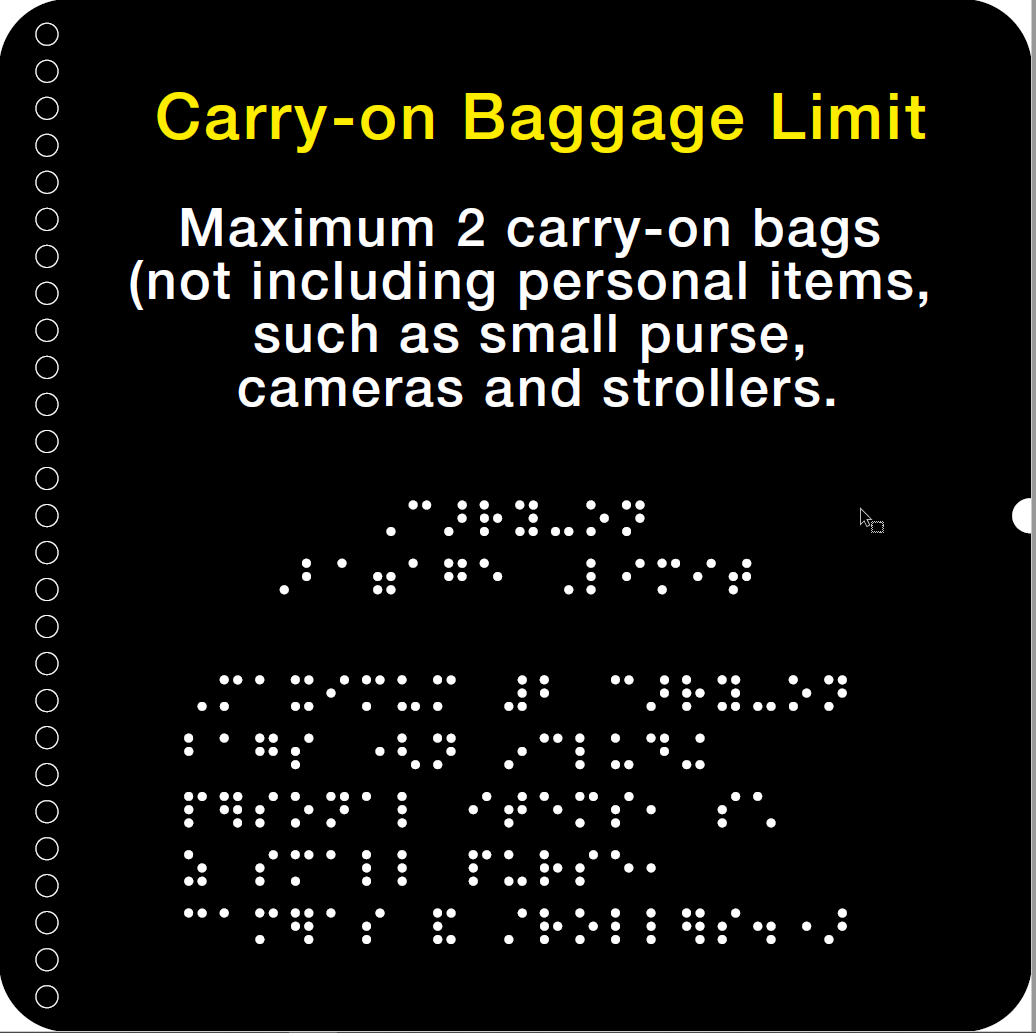 Carry-on Baggage Limit
Maximum 2 carry-on bags
(not including personal items,
such as small purse,
cameras and strollers.
⠠⠉⠜⠗⠽⠤⠕⠝
⠠⠃⠁⠶⠁⠛⠑ ⠠⠇⠊⠍⠊⠞
⠠⠍⠁⠭⠊⠍⠥⠍ ⠼⠃ ⠉⠜⠗⠽⠤⠕⠝
⠃⠁⠛⠎ ⠐⠣⠝ ⠔⠉⠇⠥⠙⠬
⠏⠻⠎⠕⠝⠁⠇ ⠊⠞⠑⠍⠎⠂ ⠎⠡
⠵ ⠎⠍⠁⠇⠇ ⠏⠥⠗⠎⠑⠂
⠉⠁⠍⠻⠁⠎ ⠯ ⠌⠗⠕⠇⠇⠻⠎⠲⠐⠜